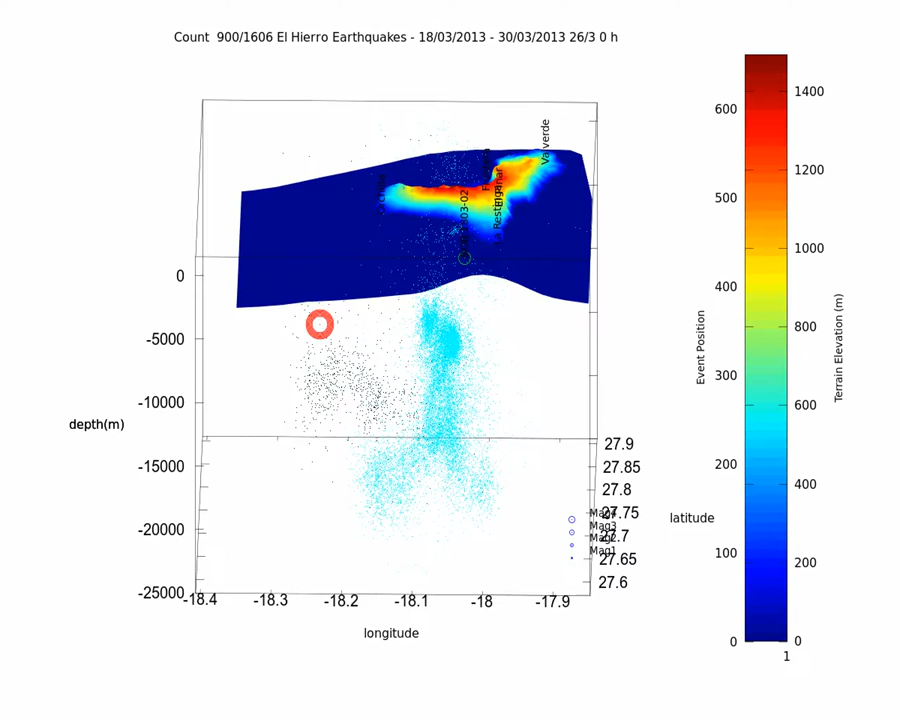 Count  900/1606 El Hierro Earthquakes - 18/03/2013 - 30/03/2013 26/3 0 h
Valverde
La Restinga
0
-5000
-10000
-15000
-20000
-25000
depth(m)
-18.4
-18.3
-18.2
-18.1
-18
-17.9
longitude
27.9
27.85
27.8
27.75
27.7
27.65
27.6
latitude
Mag4
Mag3
Mag2
Mag1
600
500
400
300
200
100
0
Event Position
1400
1200
1000
800
600
400
200
0
Terrain Elevation (m)
1